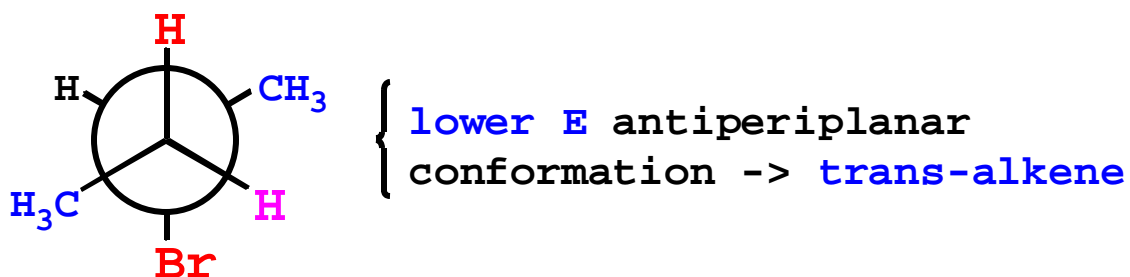 H
H
CH₃
lower E antiperiplanar
conformation -> trans-alkene
H₃C
H
Br